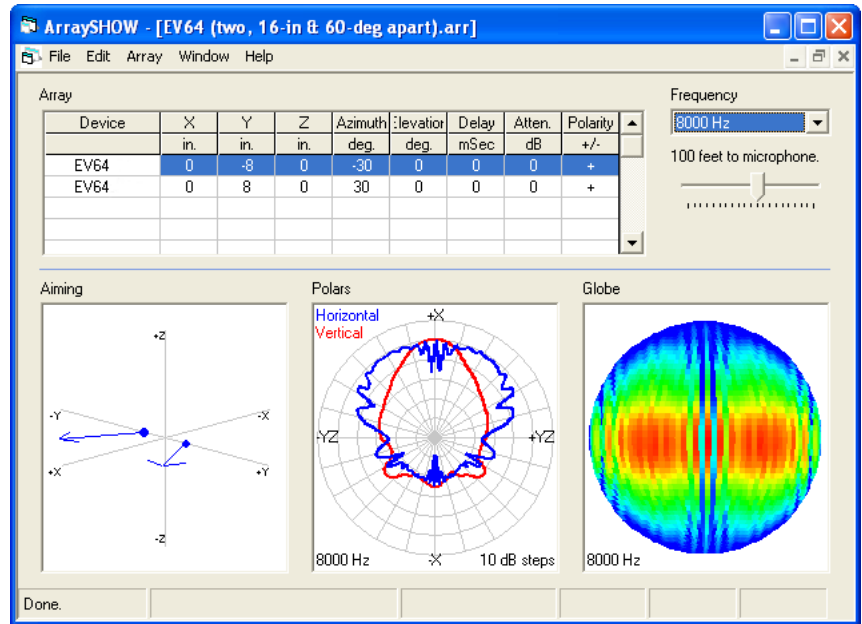 ArraySHOW - [EV64 (two, 16-in & 60-deg apart).arr]
File Edit Array Window Help
Array
Device X Y Z Azimuth Elevation Delay Atten. Polarity
in. in. in. deg. deg. mSec dB +/-
EV64 0 -8 0 -30 0 0 0 +
EV64 0 8 0 30 0 0 0 +
Frequency
8000 Hz
100 feet to microphone.
Aiming
+Z
-Y -X
+X +Y
-Z
Polars
Horizontal +X
Vertical
-YZ +YZ
8000 Hz -X 10 dB steps
Globe
8000 Hz
Done.